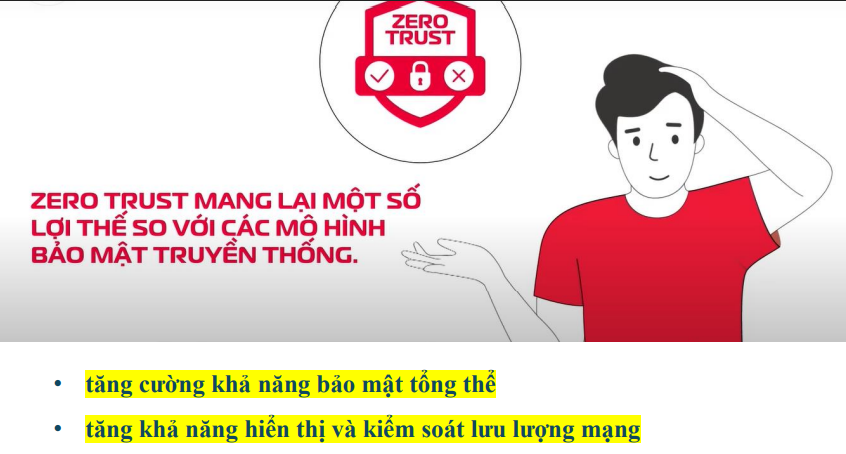 ZERO
TRUST
ZERO TRUST MANG LẠI MỘT SỐ
LỢI THẾ SO VỚI CÁC MÔ HÌNH
BẢO MẬT TRUYỀN THỐNG.
• tăng cường khả năng bảo mật tổng thể
• tăng khả năng hiển thị và kiểm soát lưu lượng mạng